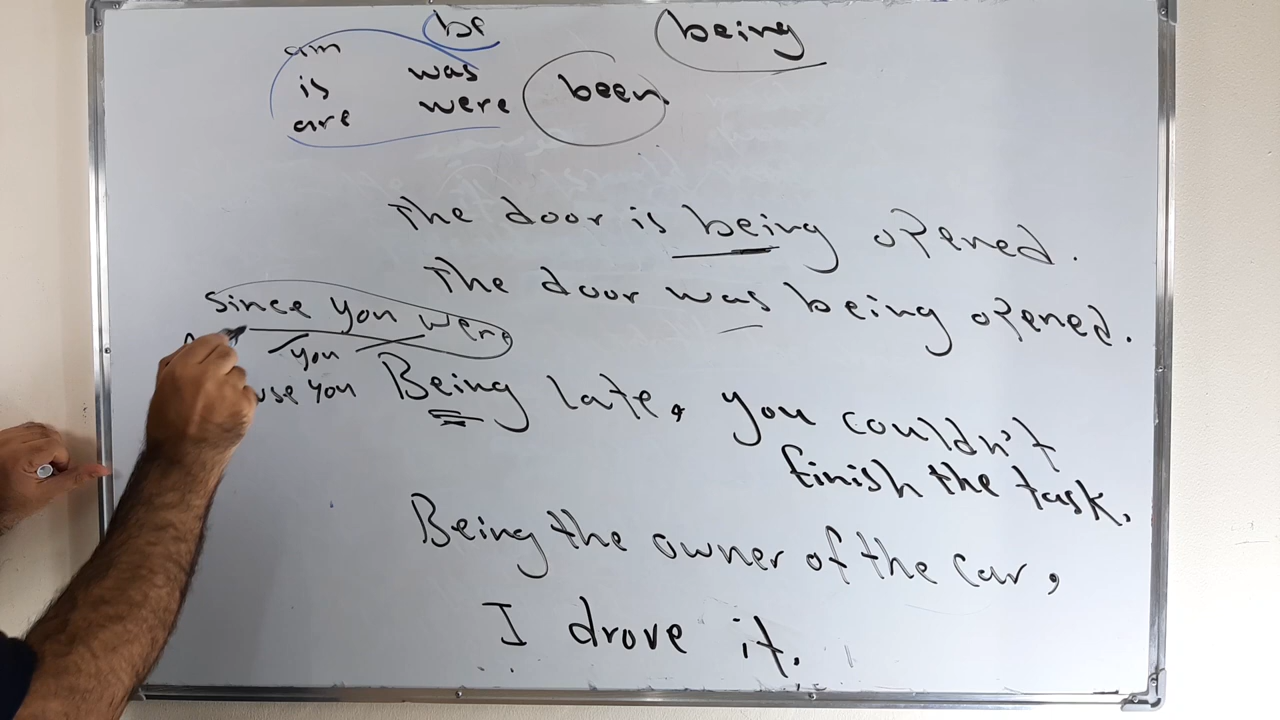 be being
am
is was been.
are were
The door is being opened.
The door was being opened.
Since you were
you
you
Being late, you couldn't
finish the task.
Being the owner of the car,
I drove it.